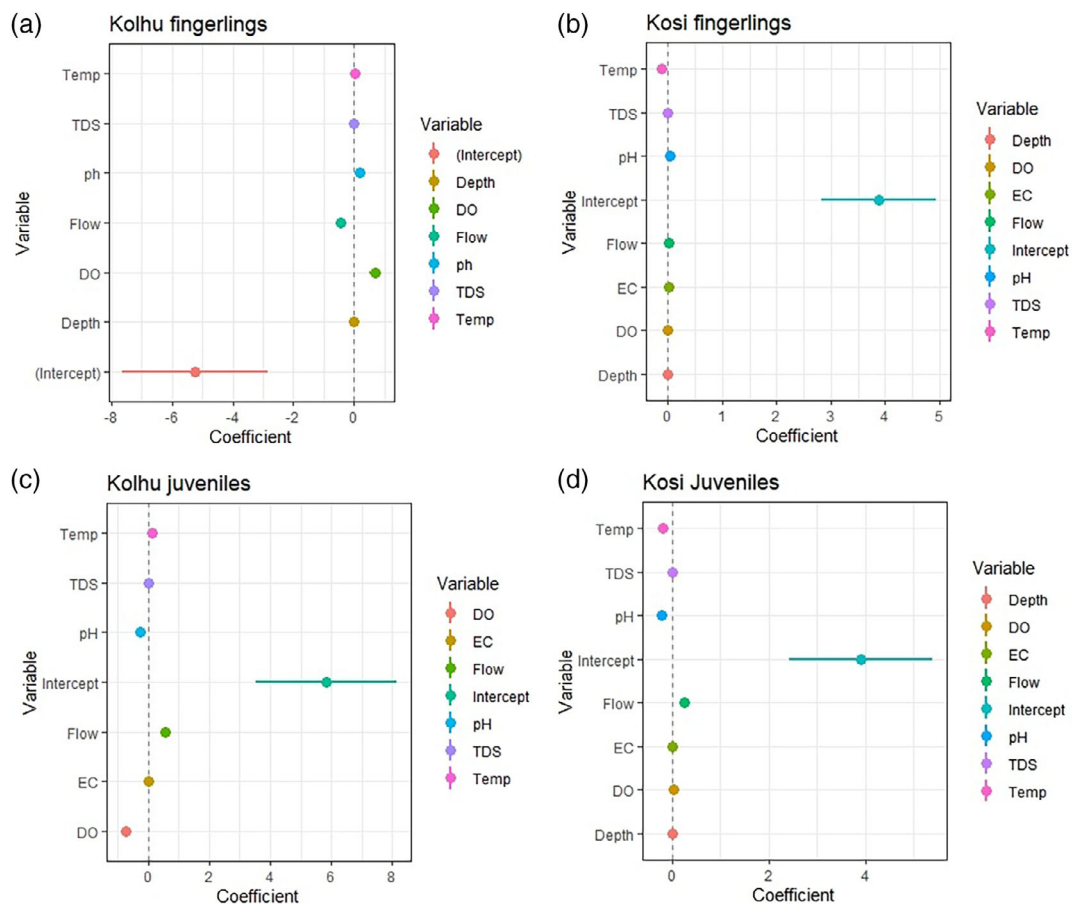 (a)
Kolhu fingerlings
Variable
Temp
TDS
ph
Flow
DO
Depth
(Intercept)
-8 -6 -4 -2 0
Coefficient
Variable
(Intercept)
Depth
DO
Flow
ph
TDS
Temp
(b)
Kosi fingerlings
Variable
Temp
TDS
pH
Intercept
Flow
EC
DO
Depth
0 1 2 3 4 5
Coefficient
Variable
Depth
DO
EC
Flow
Intercept
pH
TDS
Temp
(c)
Kolhu juveniles
Variable
Temp
TDS
pH
Intercept
Flow
EC
DO
0 2 4 6 8
Coefficient
Variable
DO
EC
Flow
Intercept
pH
TDS
Temp
(d)
Kosi Juveniles
Variable
Temp
TDS
pH
Intercept
Flow
EC
DO
Depth
0 2 4
Coefficient
Variable
Depth
DO
EC
Flow
Intercept
pH
TDS
Temp